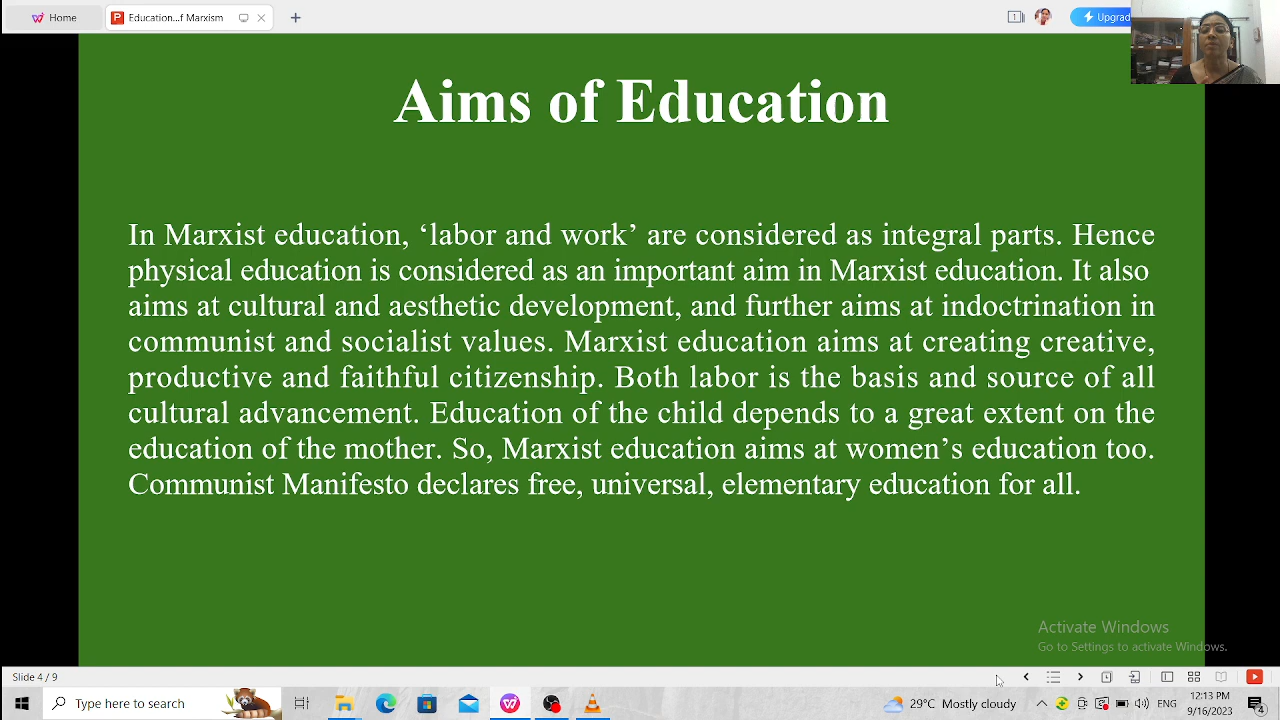 Home
Education...f Marxism
1
Upgrad
Aims of Education
In Marxist education, ‘labor and work’ are considered as integral parts. Hence
physical education is considered as an important aim in Marxist education. It also
aims at cultural and aesthetic development, and further aims at indoctrination in
communist and socialist values. Marxist education aims at creating creative,
productive and faithful citizenship. Both labor is the basis and source of all
cultural advancement. Education of the child depends to a great extent on the
education of the mother. So, Marxist education aims at women’s education too.
Communist Manifesto declares free, universal, elementary education for all.
Activate Windows
Go to Settings to activate Windows.
Slide 4 / 9
Type here to search
29°C Mostly cloudy
ENG
12:13 PM
9/16/2023
4